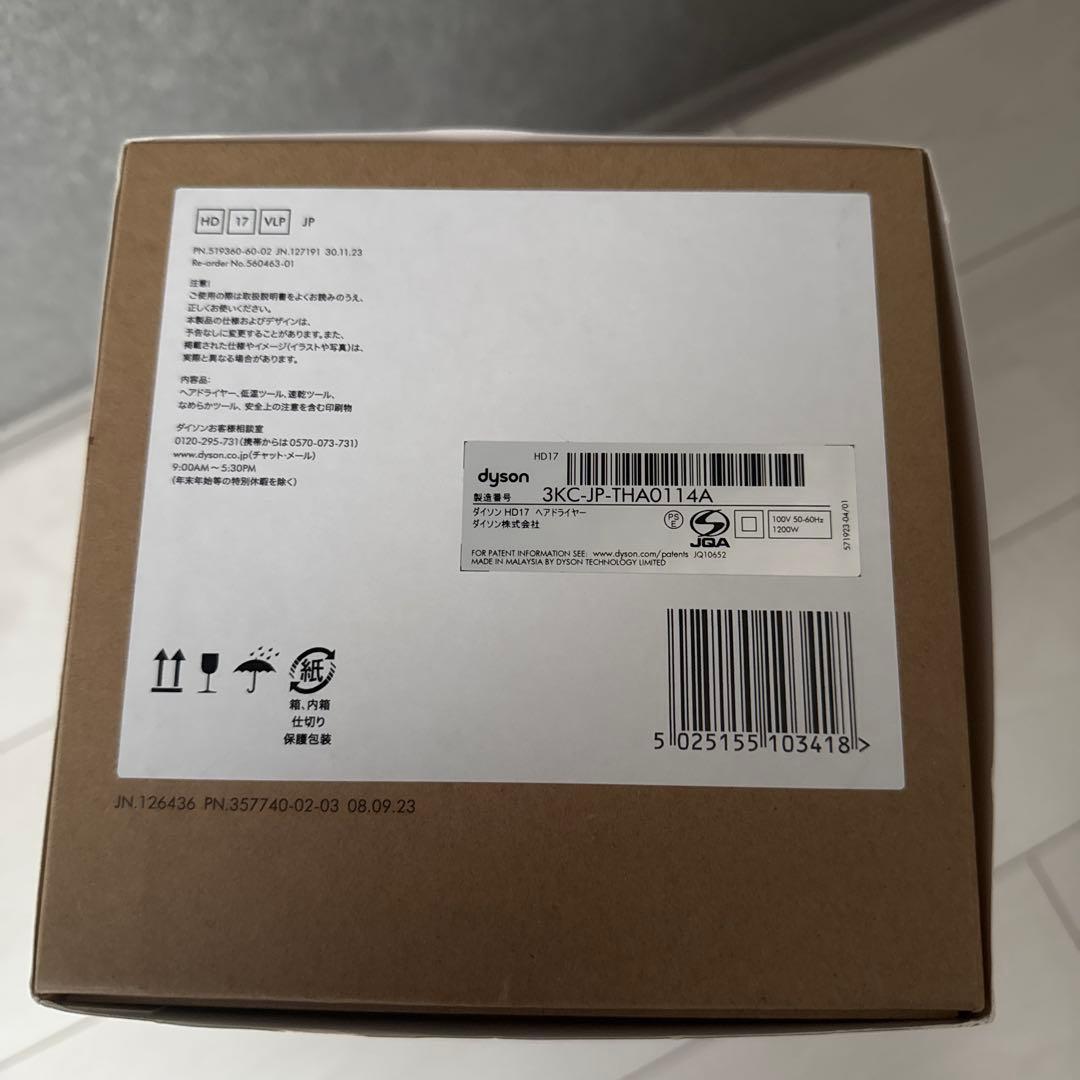 HD 17 VLP JP
PN.519360-60-02 JN.127191 30.11.23
Re-order No.560463-01
注意!
ご使用の際は取扱説明書をよくお読みのうえ、
正しくお使いください。
本製品の仕様およびデザインは、
予告なしに変更することがあります。また、
掲載された仕様やイメージ(イラストや写真)は、
実際と異なる場合があります。
内容品:
ヘアドライヤー、低温ツール、速乾ツール、
なめらかツール、安全上の注意を含む印刷物
ダイソンお客様相談室
0120-295-731(携帯からは0570-073-731)
www.dyson.co.jp(チャット・メール)
9:00AM~5:30PM
(年末年始等の特別休暇を除く)
HD17
dyson
製造番号 3KC-JP-THA0114A
ダイソン HD17 ヘアドライヤー
ダイソン株式会社
PS E
JQA
100V 50-60Hz
1200W
571923-04/01
FOR PATENT INFORMATION SEE: www.dyson.com/patents JQ10652
MADE IN MALAYSIA BY DYSON TECHNOLOGY LIMITED
紙
箱、内箱
仕切り
保護包装
5 025155 103418 >
JN.126436 PN.357740-02-03 08.09.23